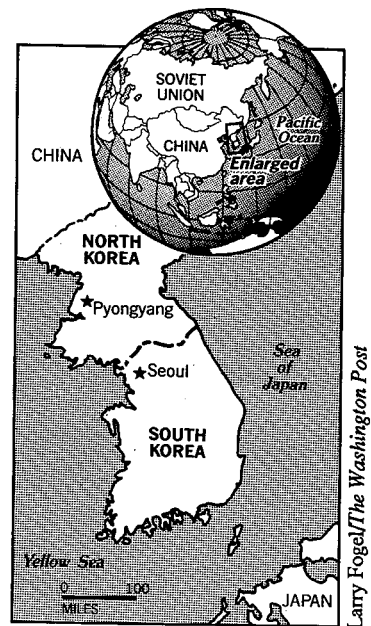 SOVIET
UNION
CHINA
Pacific
Ocean
Enlarged
area
CHINA
NORTH
KOREA
★Pyongyang
★Seoul
Sea
of
Japan
SOUTH
KOREA
Yellow Sea
0 100
MILES
JAPAN
Larry Fogel/The Washington Post